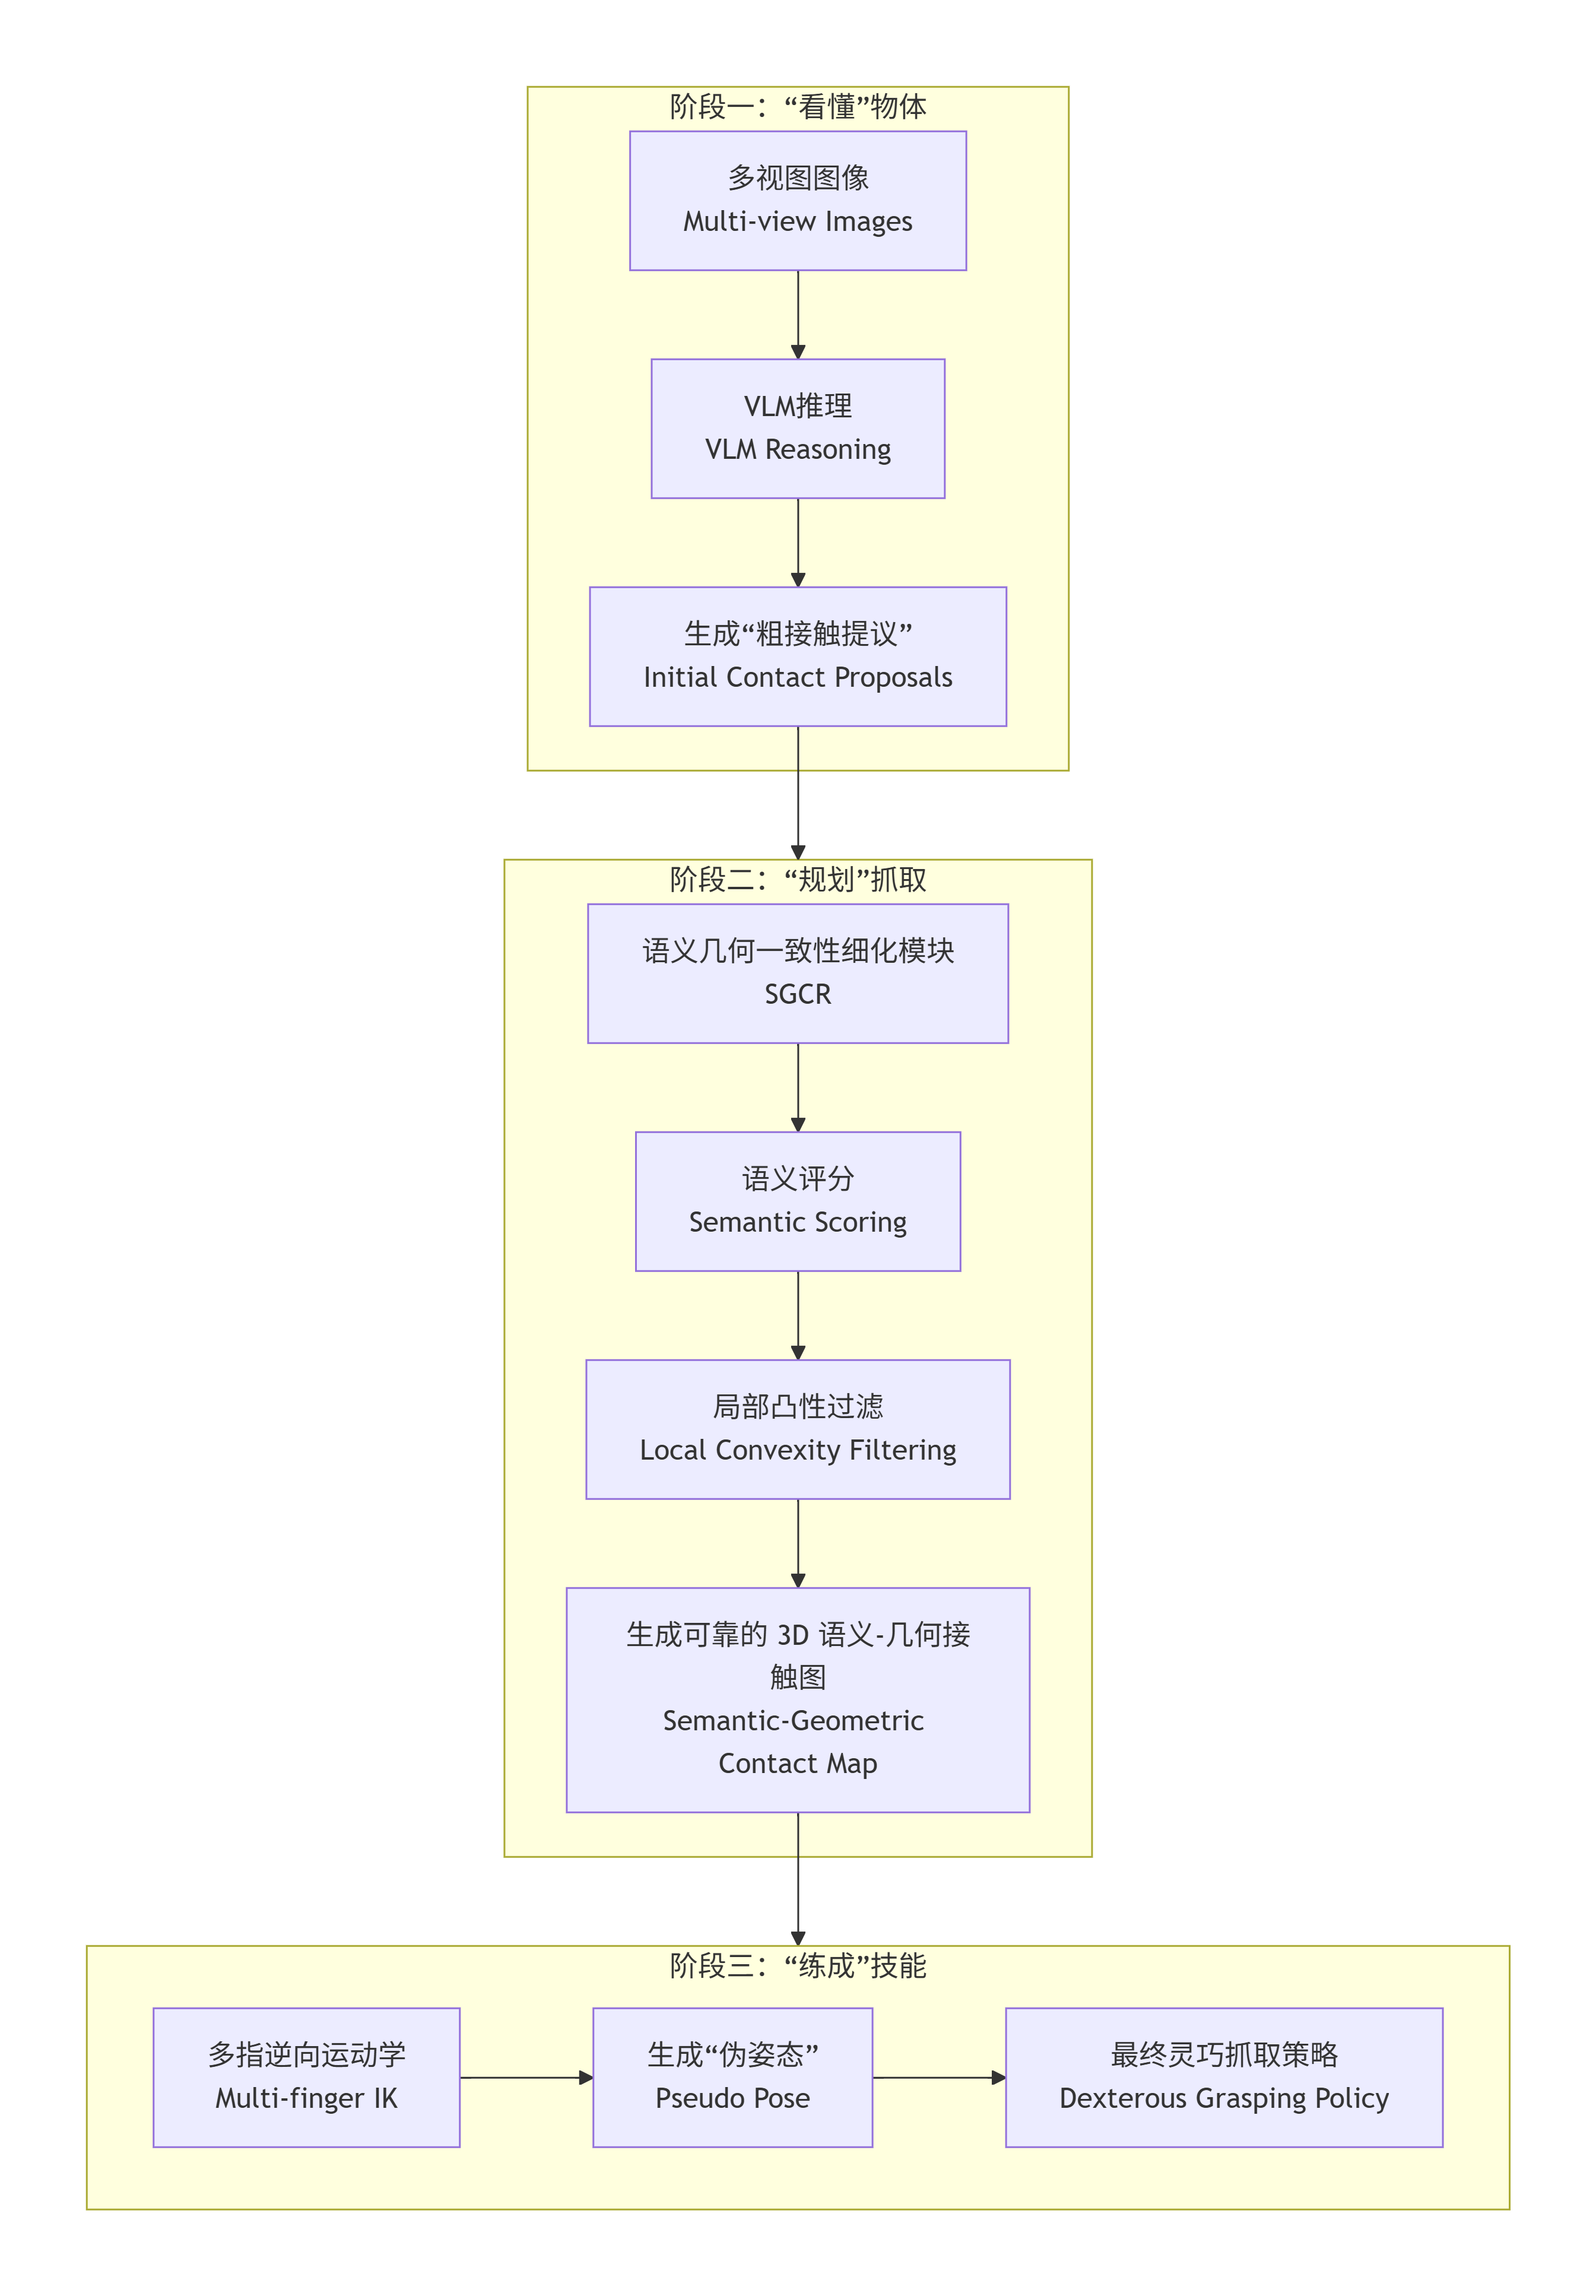 阶段一：“看懂”物体
多视图图像
Multi-view Images
VLM推理
VLM Reasoning
生成“粗接触提议”
Initial Contact Proposals
阶段二：“规划”抓取
语义几何一致性细化模块
SGCR
语义评分
Semantic Scoring
局部凸性过滤
Local Convexity Filtering
生成可靠的 3D 语义-几何接
触图
Semantic-Geometric
Contact Map
阶段三：“练成”技能
多指逆向运动学
Multi-finger IK
生成“伪姿态”
Pseudo Pose
最终灵巧抓取策略
Dexterous Grasping Policy